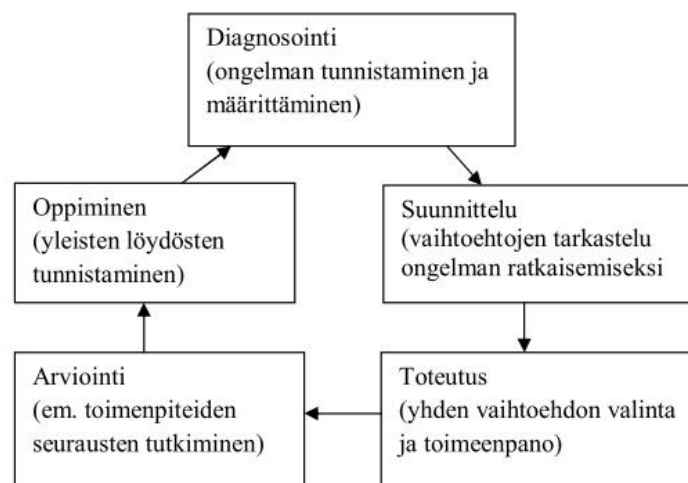 Diagnosointi
(ongelman tunnistaminen ja
määrittäminen)
Suunnittelu
(vaihtoehtojen tarkastelu
ongelman ratkaisemiseksi
Toteutus
(yhden vaihtoehdon valinta
ja toimeenpano)
Arviointi
(em. toimenpiteiden
seurausten tutkiminen)
Oppiminen
(yleisten löydösten
tunnistaminen)